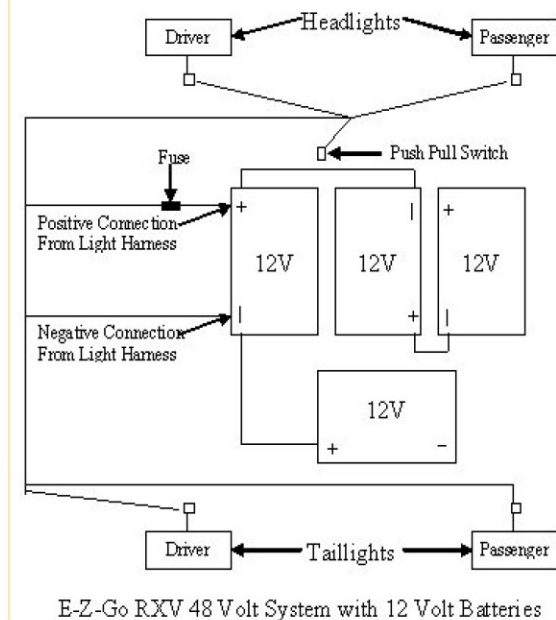 Headlights
Driver
Passenger
Push Pull Switch
Fuse
Positive Connection
From Light Harness
+
|
+
12V
12V
12V
|
+
|
Negative Connection
From Light Harness
12V
+
-
Driver
Taillights
Passenger
E-Z-Go RXV 48 Volt System with 12 Volt Batteries